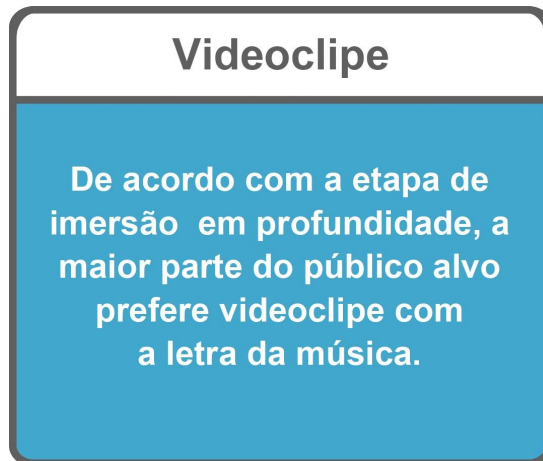 Videoclipe
De acordo com a etapa de
imersão em profundidade, a
maior parte do público alvo
prefere videoclipe com
a letra da música.